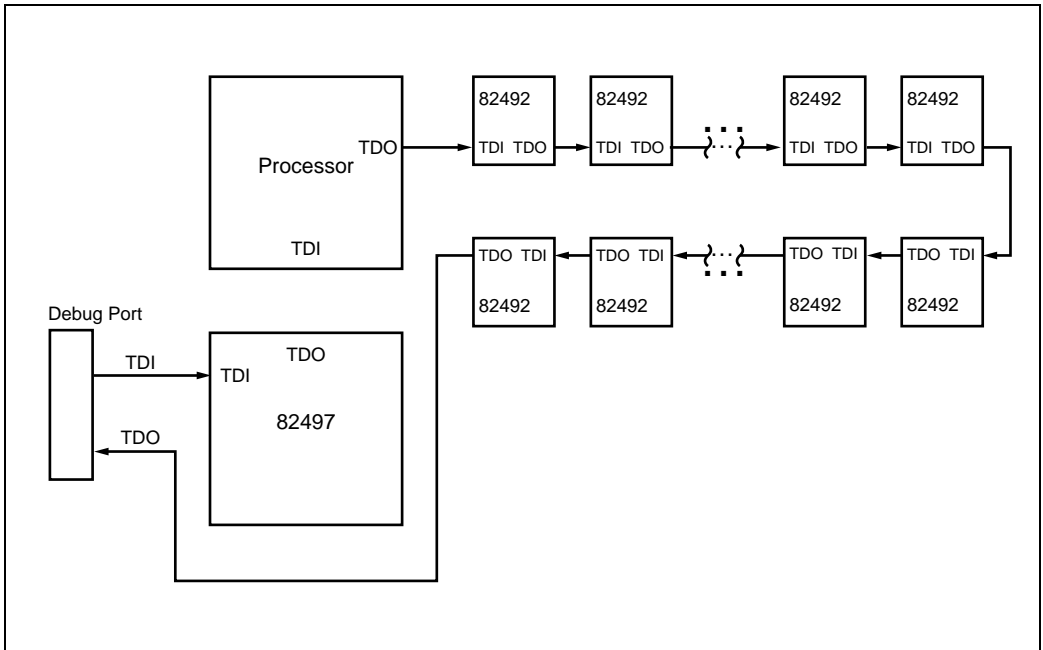 82492 82492 82492 82492
TDO
TDI TDO TDI TDO ... TDI TDO TDI TDO
Processor
TDI
TDO TDI TDO TDI ... TDO TDI TDO TDI
82492 82492 82492 82492
Debug Port
TDO
TDI
TDI
82497
TDO